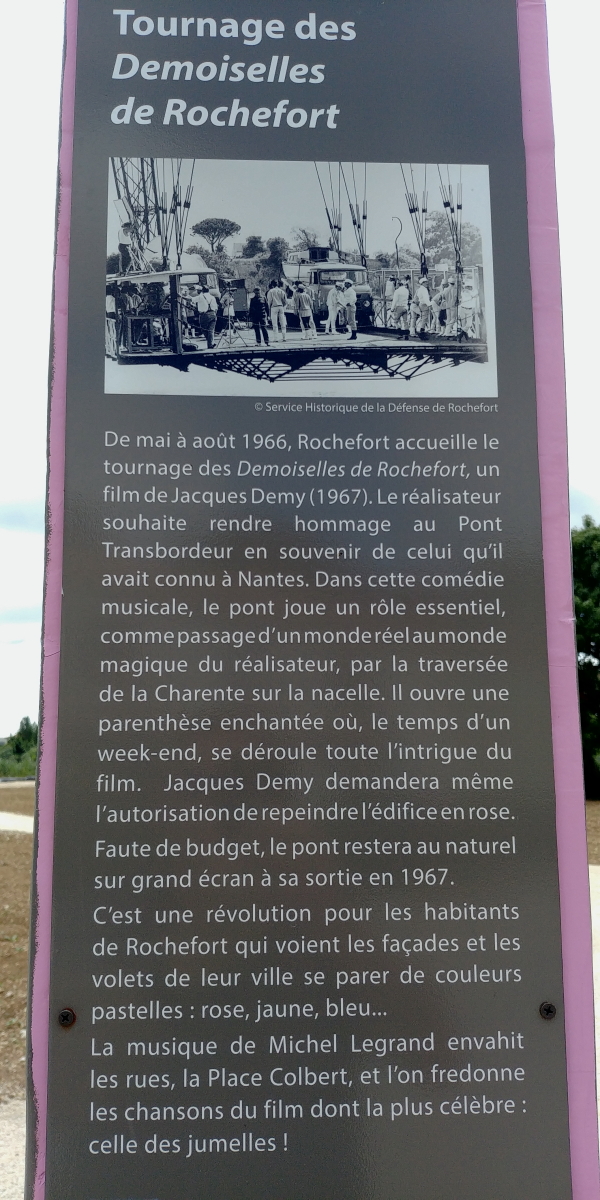 Tournage des
Demoiselles
de Rochefort
© Service Historique de la Défense de Rochefort
De mai à août 1966, Rochefort accueille le
tournage des Demoiselles de Rochefort, un
film de Jacques Demy (1967). Le réalisateur
souhaite rendre hommage au Pont
Transbordeur en souvenir de celui qu'il
avait connu à Nantes. Dans cette comédie
musicale, le pont joue un rôle essentiel,
comme passage d'un monde réel au monde
magique du réalisateur, par la traversée
de la Charente sur la nacelle. Il ouvre une
parenthèse enchantée où, le temps d'un
week-end, se déroule toute l'intrigue du
film. Jacques Demy demandera même
l'autorisation de repeindre l'édifice en rose.
Faute de budget, le pont restera au naturel
sur grand écran à sa sortie en 1967.
C'est une révolution pour les habitants
de Rochefort qui voient les façades et les
volets de leur ville se parer de couleurs
pastelles : rose, jaune, bleu...
La musique de Michel Legrand envahit
les rues, la Place Colbert, et l'on fredonne
les chansons du film dont la plus célèbre :
celle des jumelles !